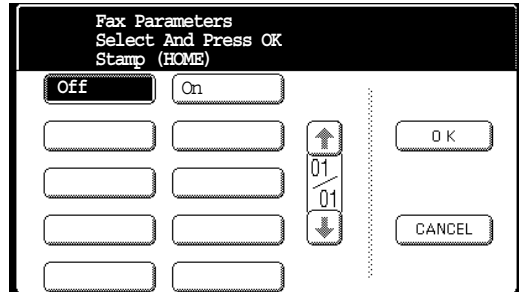 Fax Parameters
Select And Press OK
Stamp (HOME)
Off On
OK
01
01
CANCEL